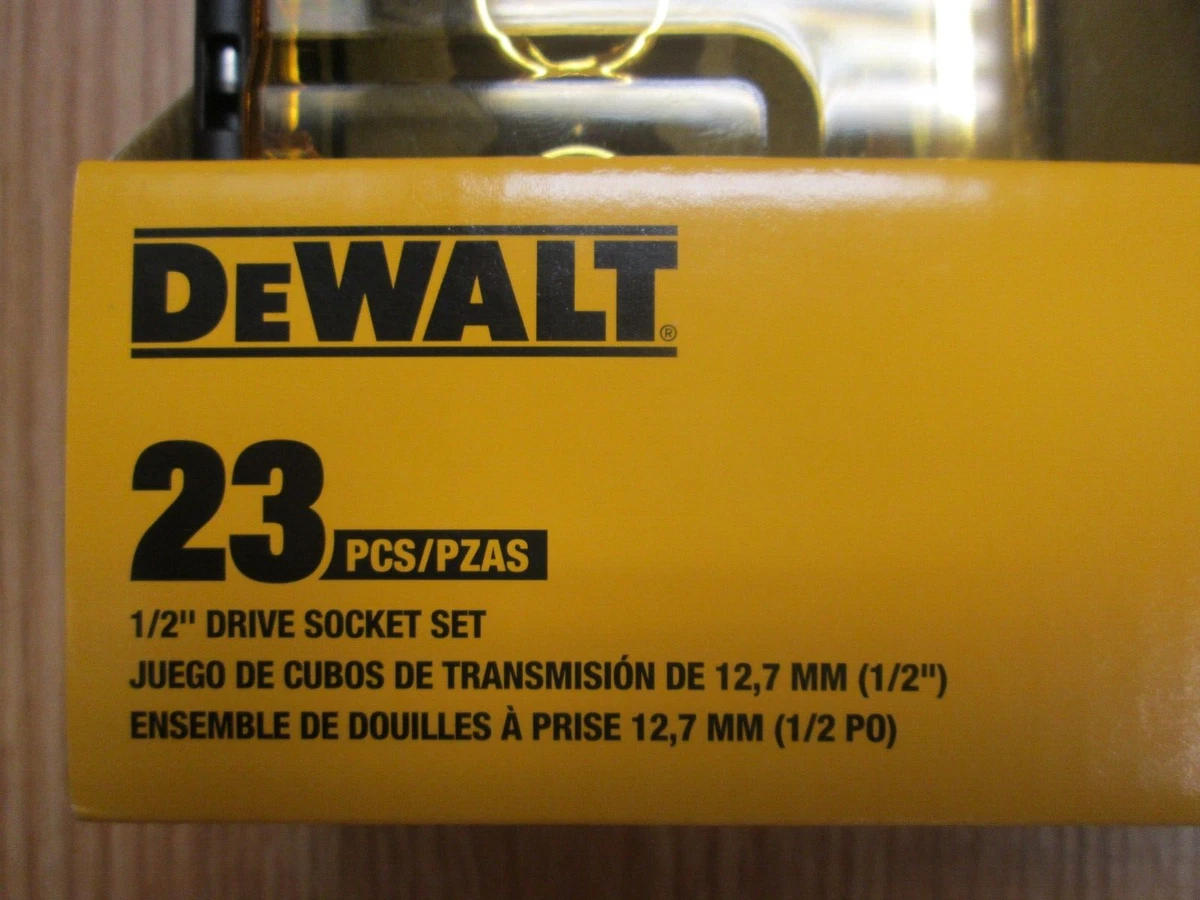 DEWALT®
23 PCS/PZAS
1/2" DRIVE SOCKET SET
JUEGO DE CUBOS DE TRANSMISIÓN DE 12,7 MM (1/2")
ENSEMBLE DE DOUILLES À PRISE 12,7 MM (1/2 PO)